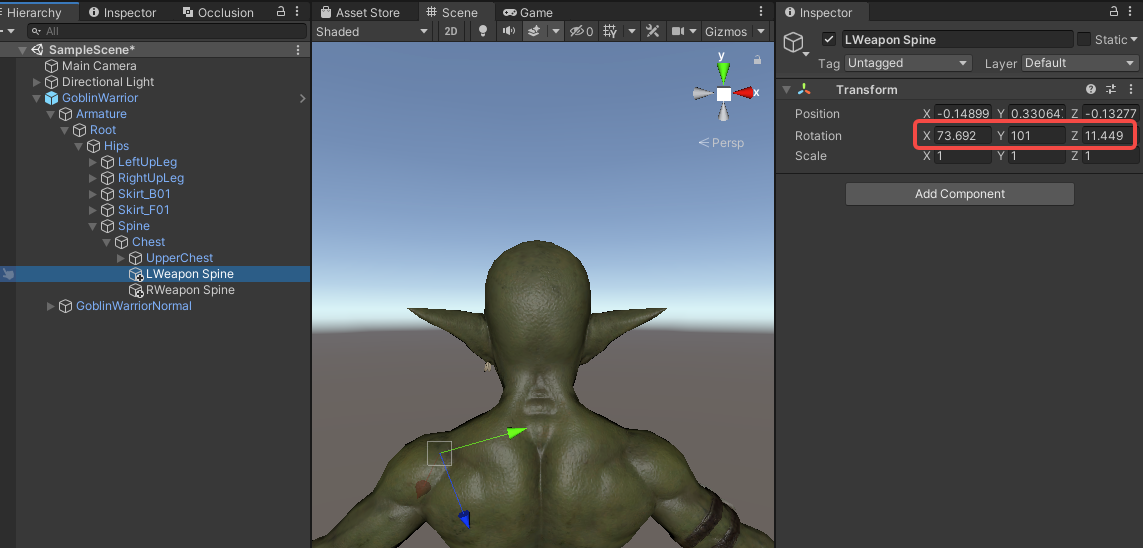 Hierarchy
Inspector
Occlusion
All
SampleScene*
Main Camera
Directional Light
GoblinWarrior
Armature
Root
Hips
LeftUpLeg
RightUpLeg
Skirt_B01
Skirt_F01
Spine
Chest
UpperChest
LWeapon Spine
RWeapon Spine
GoblinWarriorNormal
Asset Store
Scene
Game
Shaded
2D
0
Gizmos
y
x
Persp
Inspector
LWeapon Spine
Static
Tag Untagged Layer Default
Transform
Position X -0.14899 Y 0.33064 Z -0.13277
Rotation X 73.692 Y 101 Z 11.449
Scale X 1 Y 1 Z 1
Add Component